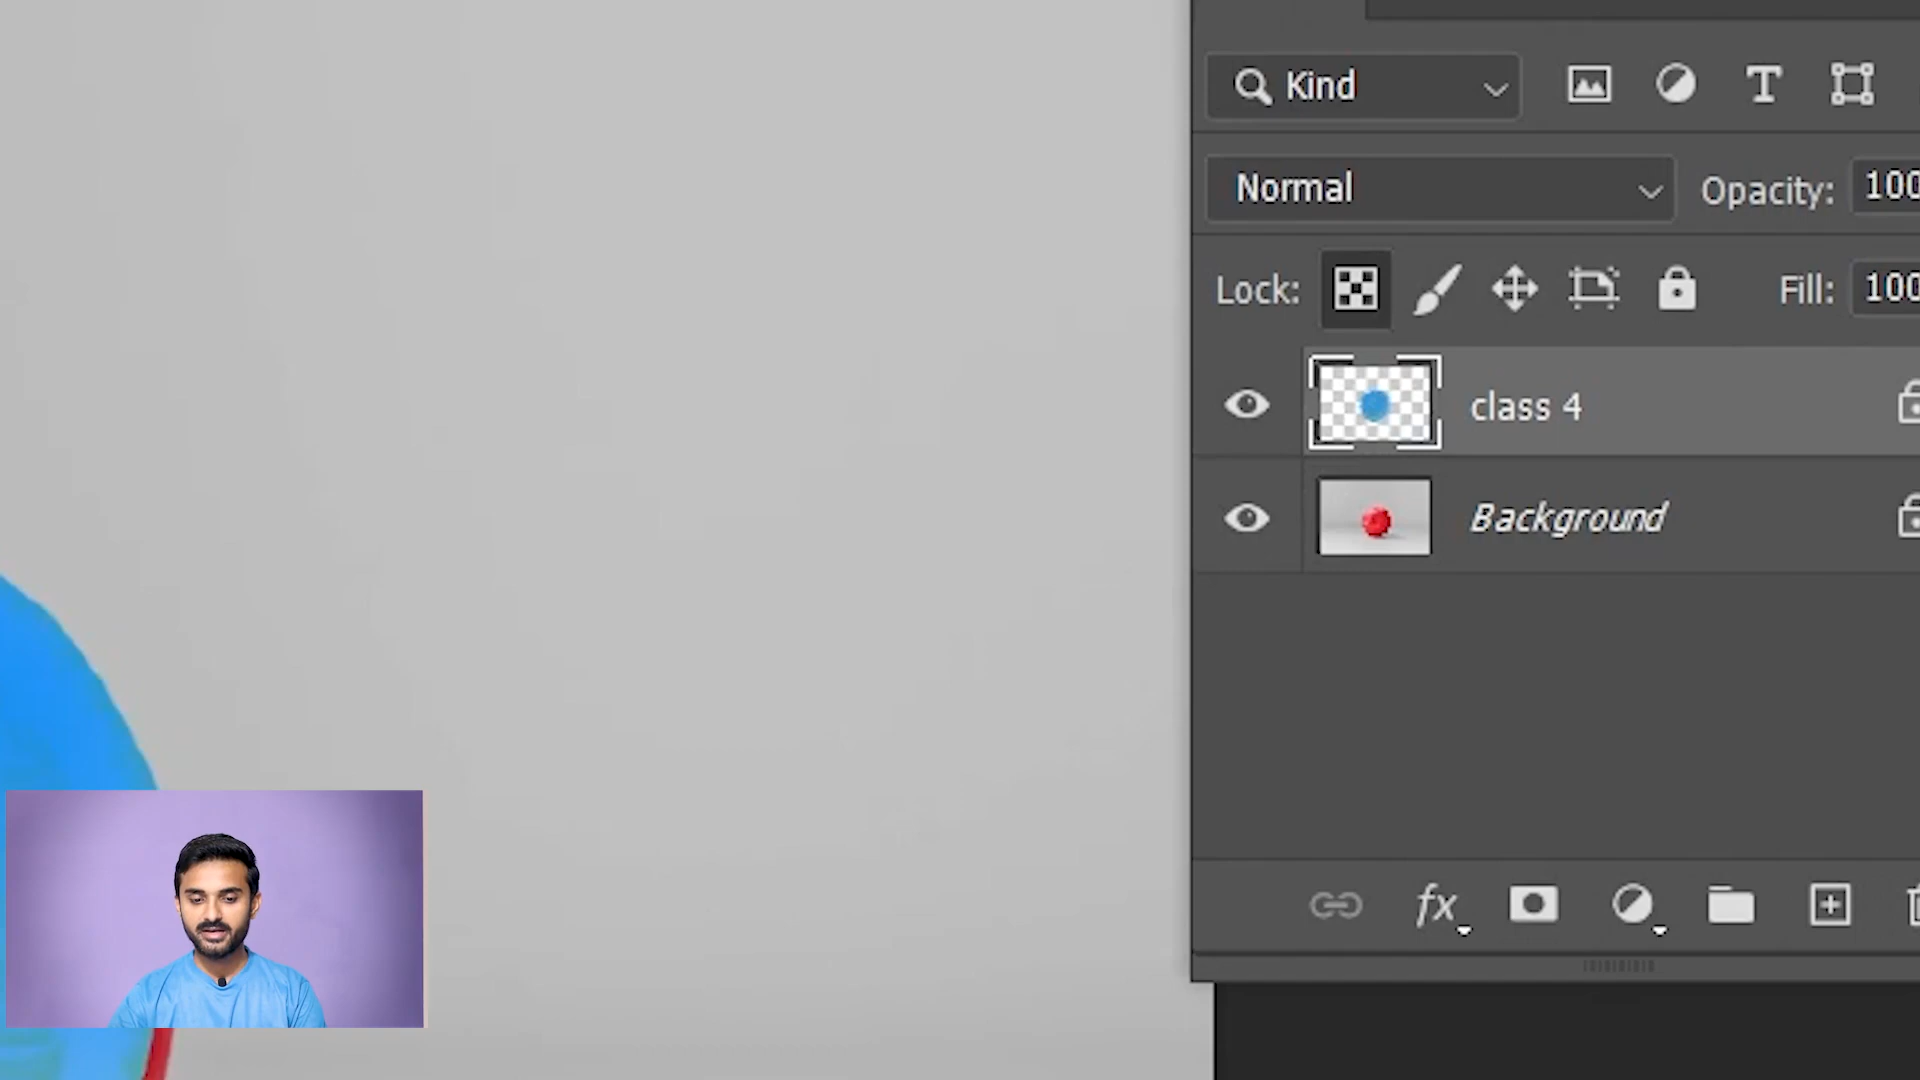 Kind
Normal
Opacity: 100
Lock:
Fill: 100
class 4
Background
fx